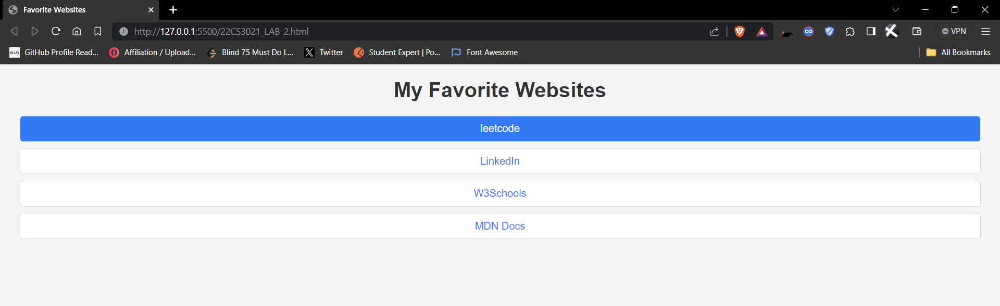 Favorite Websites
http://127.0.0.1:5500/22CS3021_LAB-2.html
VPN
GitHub Profile Read... Affiliation / Upload... Blind 75 Must Do L... Twitter Student Expert | Po... Font Awesome All Bookmarks
My Favorite Websites
leetcode
LinkedIn
W3Schools
MDN Docs